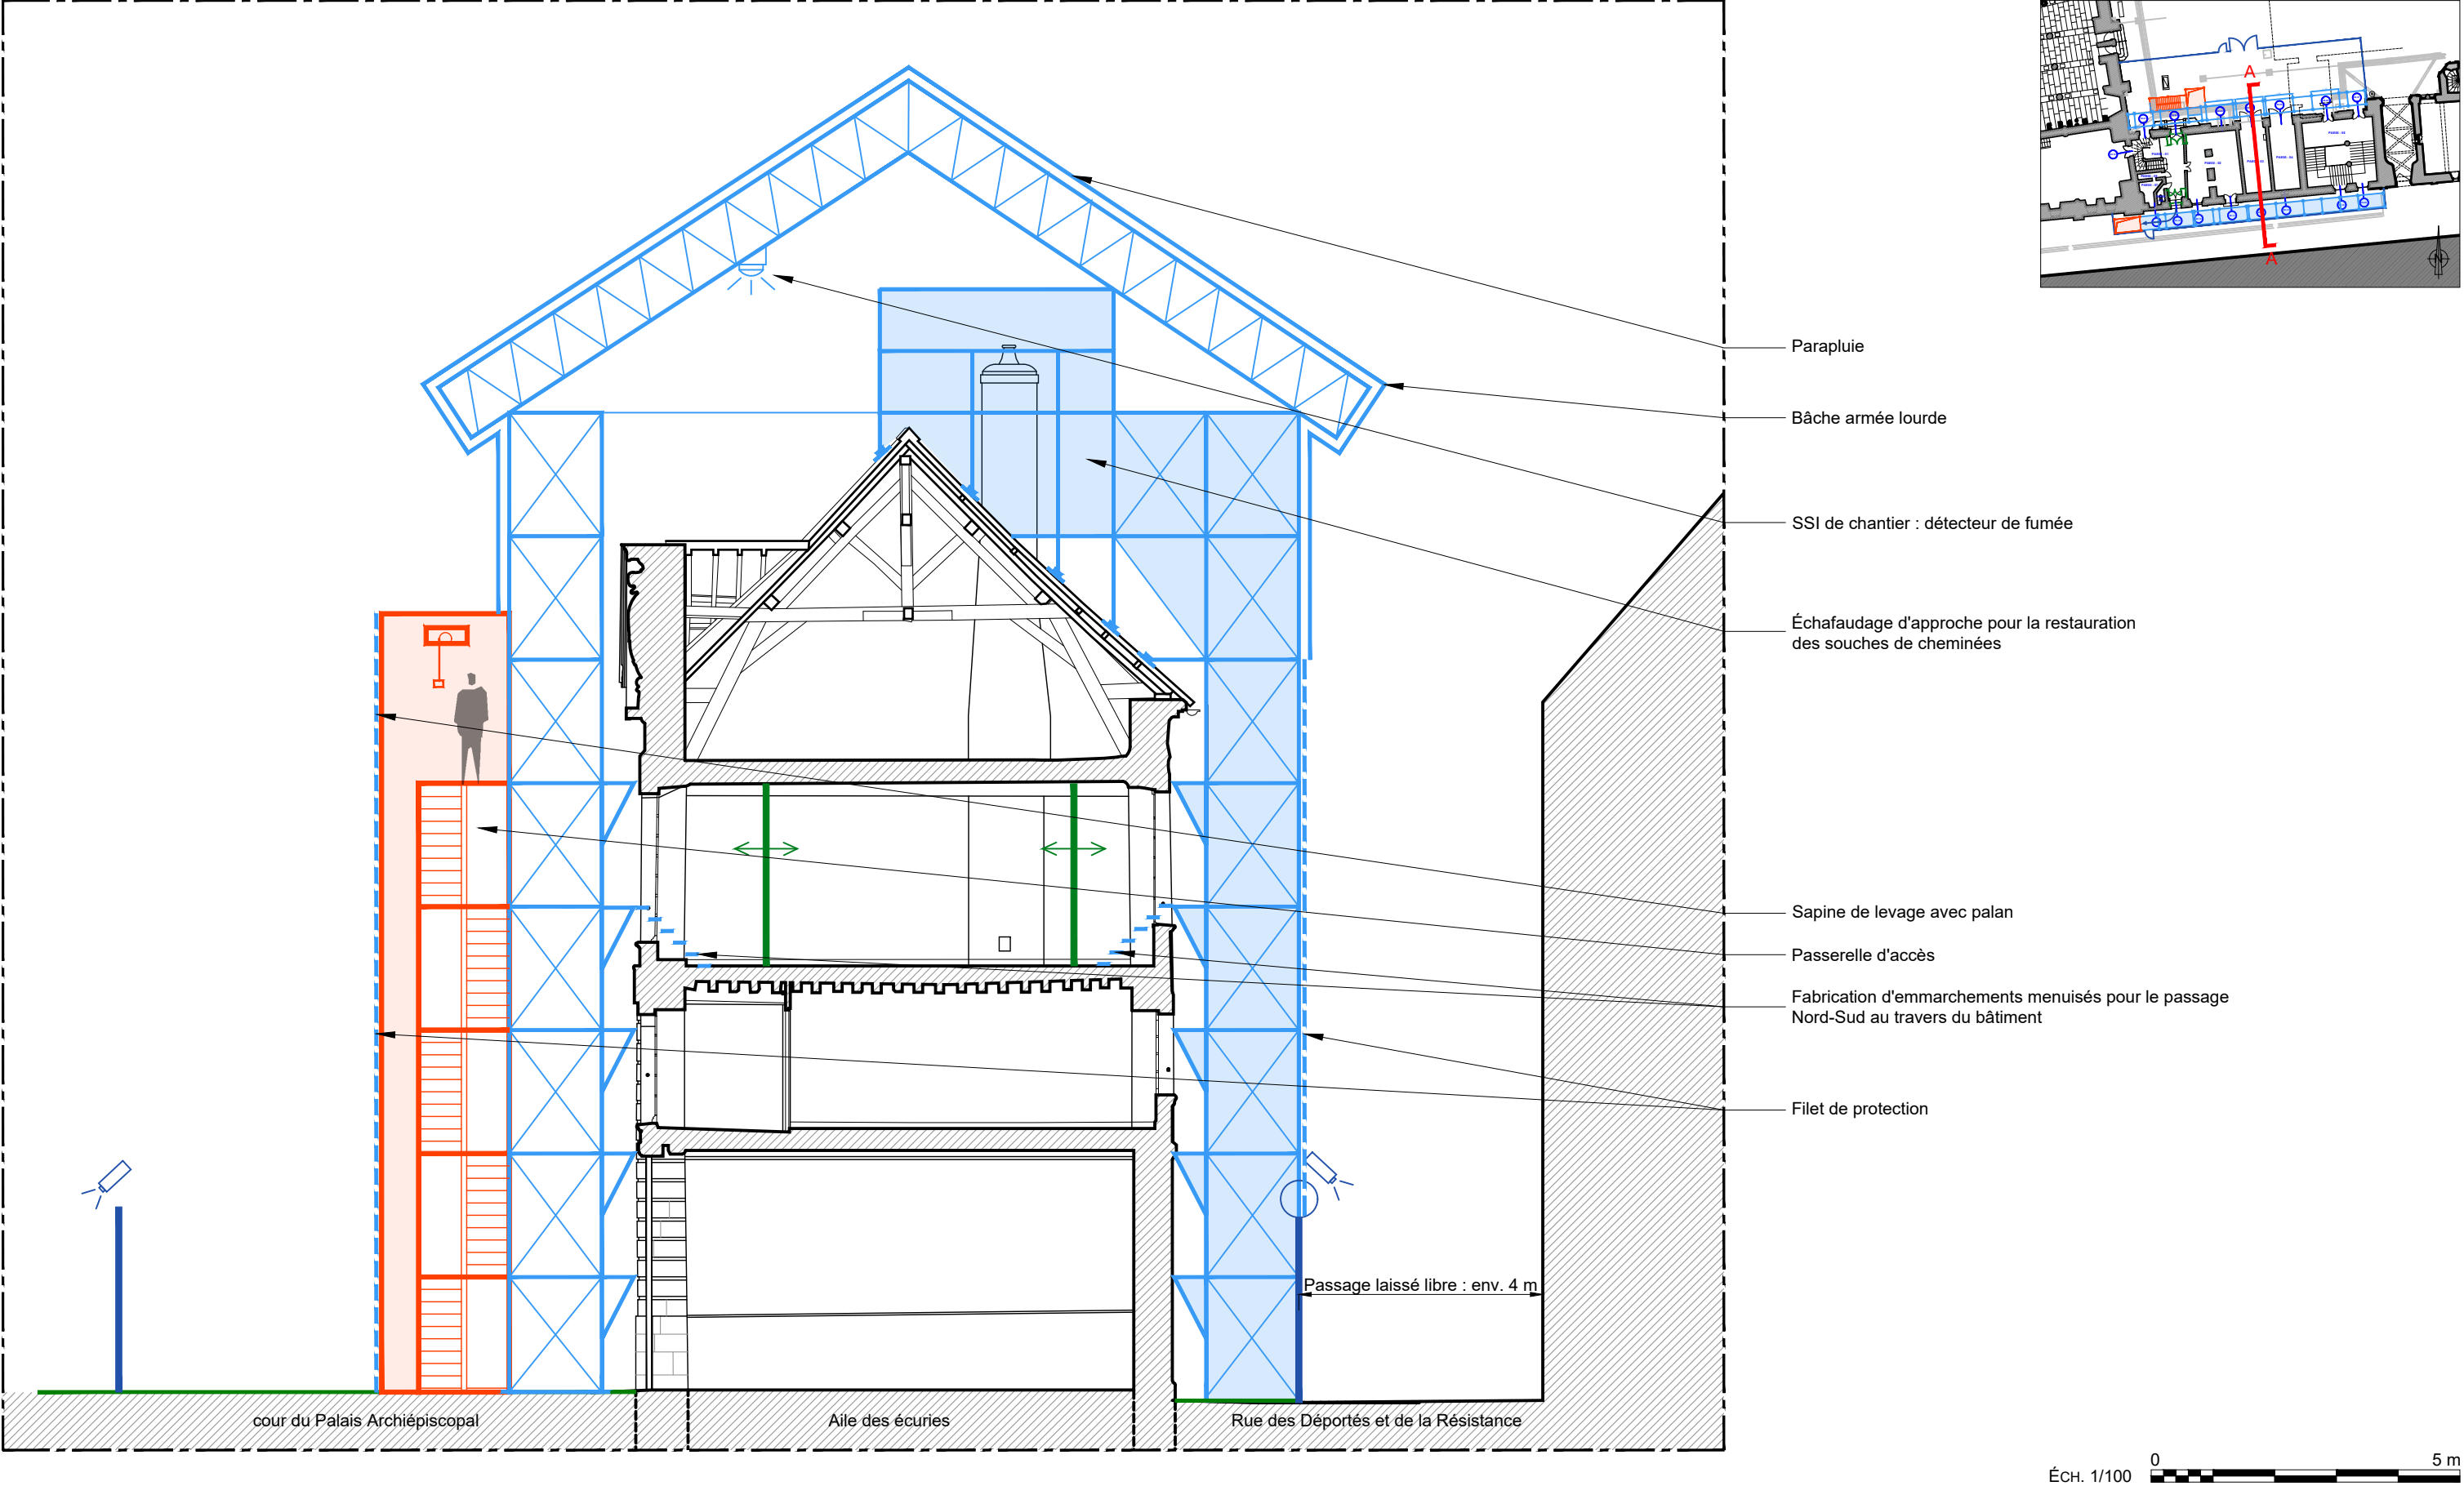 A
A
N
Parapluie
Bâche armée lourde
SSI de chantier : détecteur de fumée
Échafaudage d'approche pour la restauration
des souches de cheminées
Sapine de levage avec palan
Passerelle d'accès
Fabrication d'emmarchements menuisés pour le passage
Nord-Sud au travers du bâtiment
Filet de protection
Passage laissé libre : env. 4 m
cour du Palais Archiépiscopal
Aile des écuries
Rue des Déportés et de la Résistance
ÉCH. 1/100
0
5 m